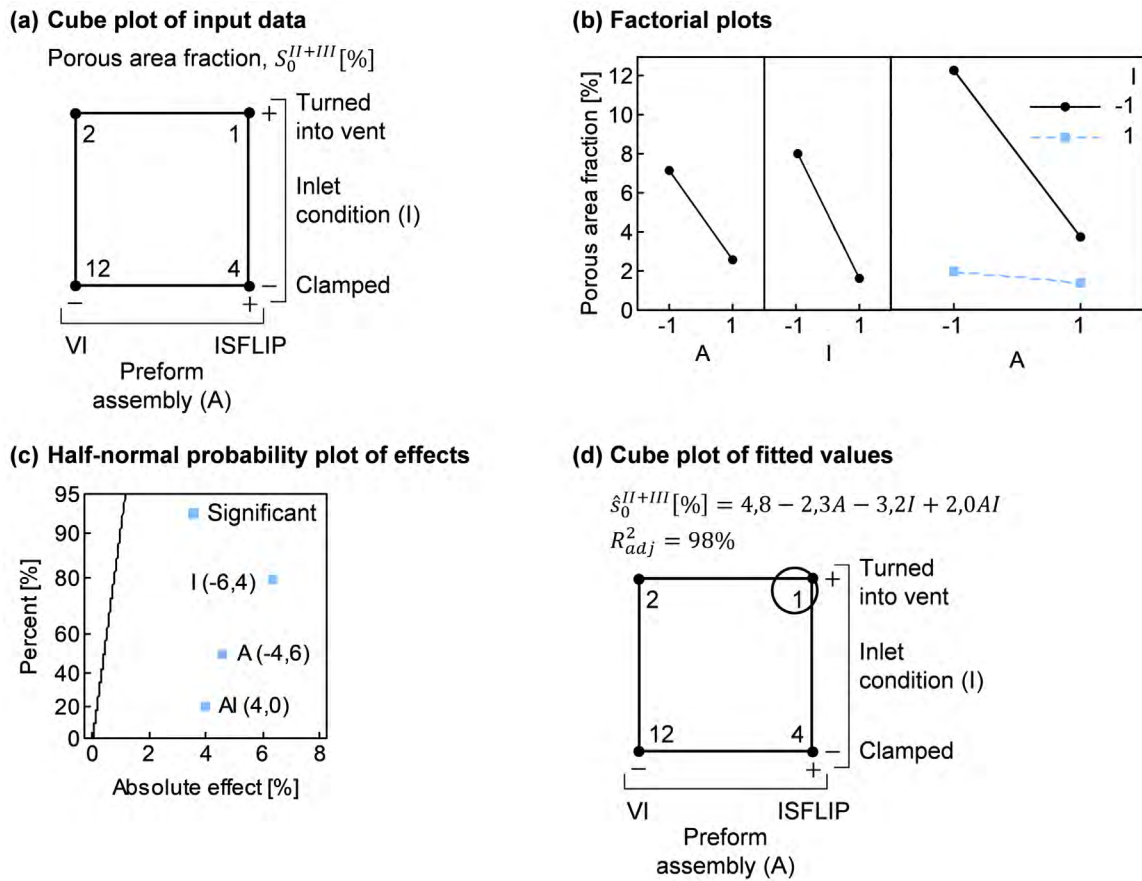 (a) Cube plot of input data
Porous area fraction, S₀^{II+III}[%]
2
1
12
4
+
−
−
+
Turned
into vent
Inlet
condition (I)
Clamped
VI
ISFLIP
Preform
assembly (A)
(b) Factorial plots
Porous area fraction [%]
12
10
8
6
4
2
0
-1
1
A
-1
1
I
-1
1
A
I
-1
1
(c) Half-normal probability plot of effects
Percent [%]
95
90
80
60
40
20
0
Significant
I (-6,4)
A (-4,6)
AI (4,0)
0
2
4
6
8
Absolute effect [%]
(d) Cube plot of fitted values
ŝ₀^{II+III}[%] = 4,8 − 2,3A − 3,2I + 2,0AI
R²_{adj} = 98%
2
1
12
4
+
−
−
+
Turned
into vent
Inlet
condition (I)
Clamped
VI
ISFLIP
Preform
assembly (A)